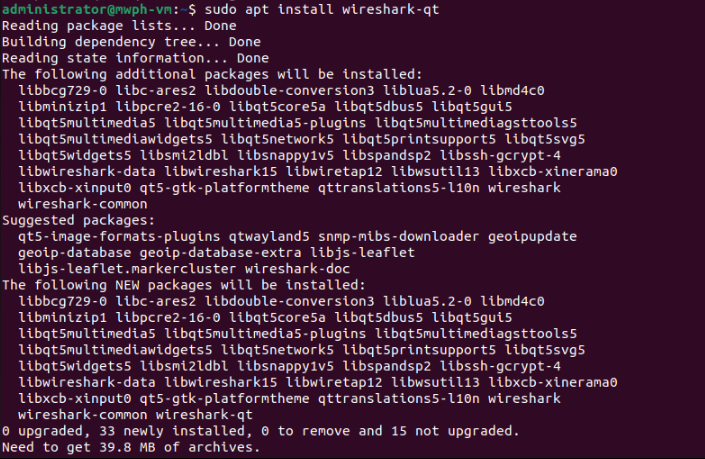 administrator@mwph-vm:~$ sudo apt install wireshark-qt
Reading package lists... Done
Building dependency tree... Done
Reading state information... Done
The following additional packages will be installed:
  libbcg729-0 libc-ares2 libdouble-conversion3 liblua5.2-0 libmd4c0
  libminizip1 libpcre2-16-0 libqt5core5a libqt5dbus5 libqt5gui5
  libqt5multimedia5 libqt5multimedia5-plugins libqt5multimediagsttools5
  libqt5multimediawidgets5 libqt5network5 libqt5printsupport5 libqt5svg5
  libqt5widgets5 libsmi2ldbl libsnappy1v5 libspandsp2 libssh-gcrypt-4
  libwireshark-data libwireshark15 libwiretap12 libwsutil13 libxcb-xinerama0
  libxcb-xinput0 qt5-gtk-platformtheme qttranslations5-l10n wireshark
  wireshark-common
Suggested packages:
  qt5-image-formats-plugins qtwayland5 snmp-mibs-downloader geoipupdate
  geoip-database geoip-database-extra libjs-leaflet
  libjs-leaflet.markercluster wireshark-doc
The following NEW packages will be installed:
  libbcg729-0 libc-ares2 libdouble-conversion3 liblua5.2-0 libmd4c0
  libminizip1 libpcre2-16-0 libqt5core5a libqt5dbus5 libqt5gui5
  libqt5multimedia5 libqt5multimedia5-plugins libqt5multimediagsttools5
  libqt5multimediawidgets5 libqt5network5 libqt5printsupport5 libqt5svg5
  libqt5widgets5 libsmi2ldbl libsnappy1v5 libspandsp2 libssh-gcrypt-4
  libwireshark-data libwireshark15 libwiretap12 libwsutil13 libxcb-xinerama0
  libxcb-xinput0 qt5-gtk-platformtheme qttranslations5-l10n wireshark
  wireshark-common wireshark-qt
0 upgraded, 33 newly installed, 0 to remove and 15 not upgraded.
Need to get 39.8 MB of archives.